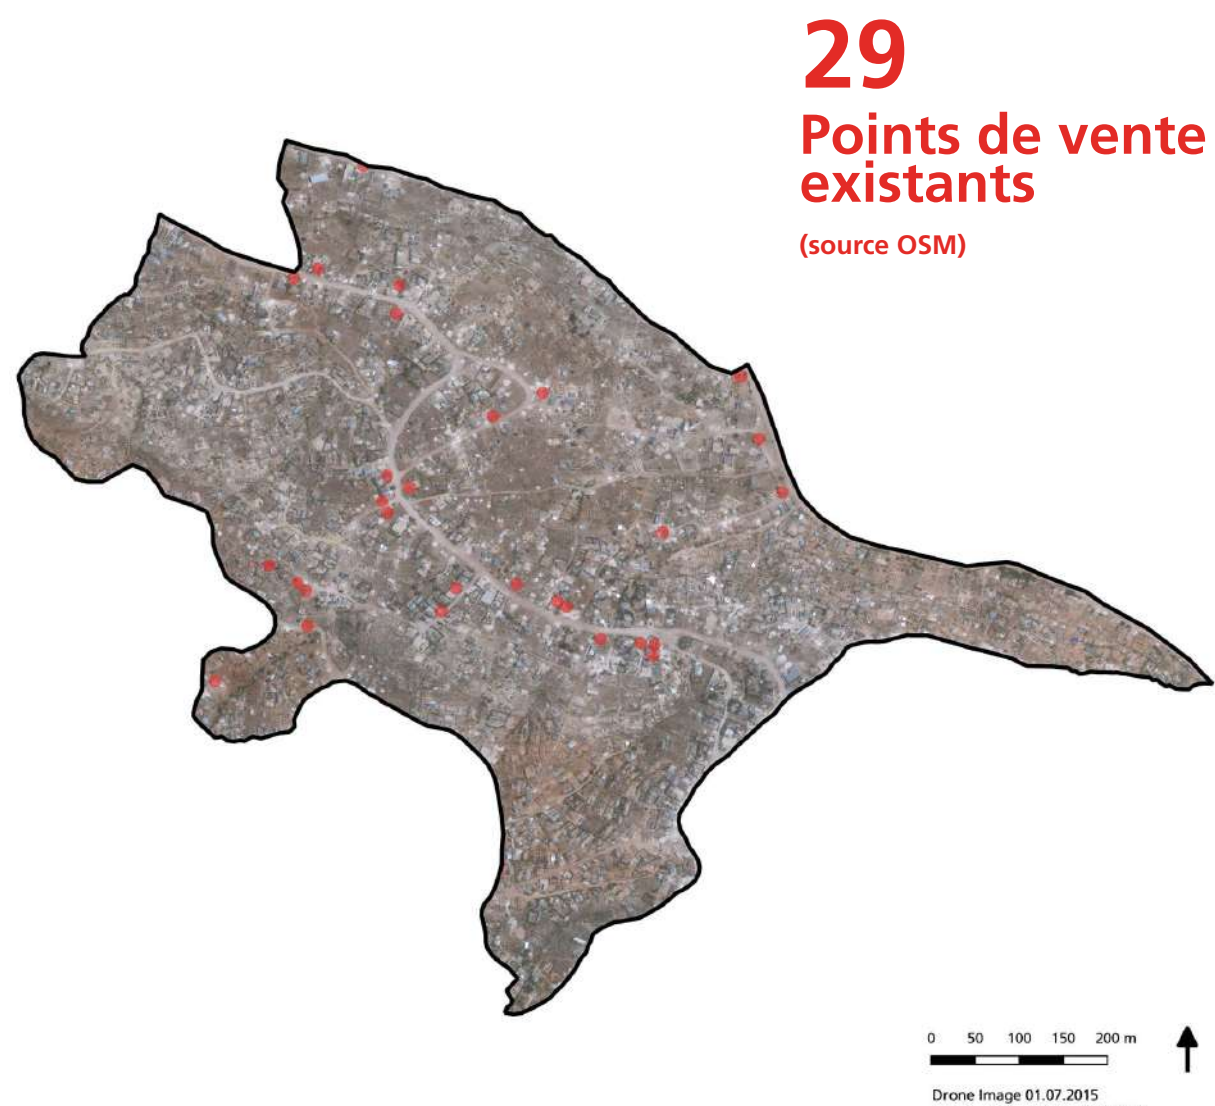 29
Points de vente
existants
(source OSM)
0 50 100 150 200 m
Drone Image 01.07.2015